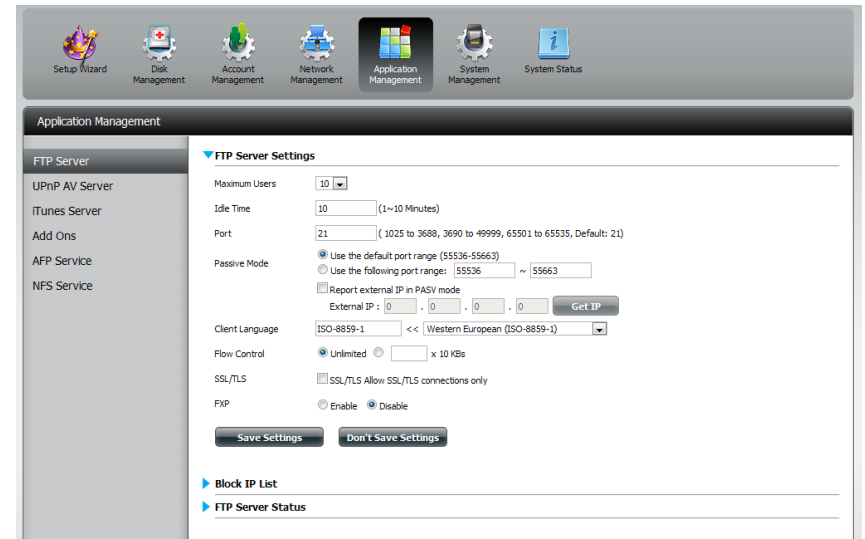 Setup Wizard
Disk Management
Account Management
Network Management
Application Management
System Management
System Status
Application Management
FTP Server
UPnP AV Server
iTunes Server
Add Ons
AFP Service
NFS Service
FTP Server Settings
Maximum Users 10
Idle Time 10 (1~10 Minutes)
Port 21 ( 1025 to 3688, 3690 to 49999, 65501 to 65535, Default: 21)
Passive Mode Use the default port range (55536-55663)
Use the following port range: 55536 ~ 55663
Report external IP in PASV mode
External IP : 0 . 0 . 0 . 0 Get IP
Client Language ISO-8859-1 << Western European (ISO-8859-1)
Flow Control Unlimited x 10 KBs
SSL/TLS SSL/TLS Allow SSL/TLS connections only
FXP Enable Disable
Save Settings Don't Save Settings
Block IP List
FTP Server Status